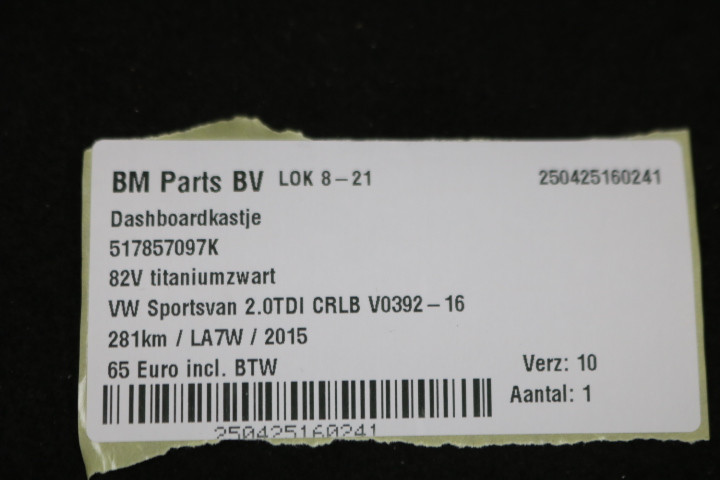 BM Parts BV LOK 8-21 250425160241
Dashboardkastje
517857097K
82V titaniumzwart
VW Sportsvan 2.0TDI CRLB V0392-16
281km / LA7W / 2015
65 Euro incl. BTW Verz: 10
Aantal: 1
250425160241